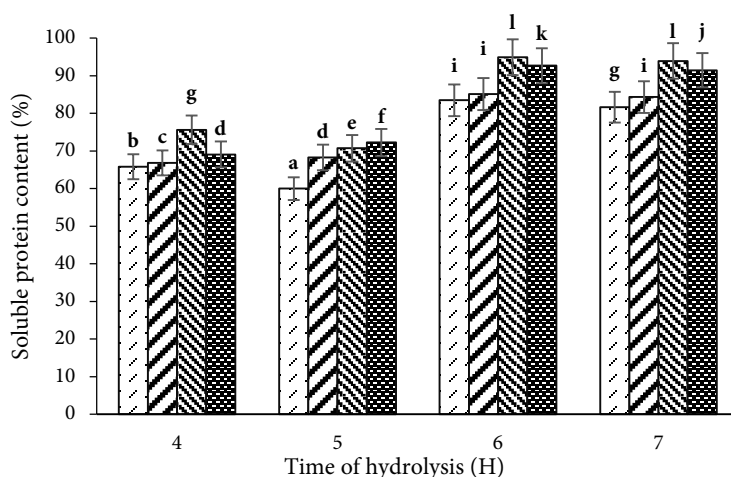 Soluble protein content (%)
100
90
80
70
60
50
40
30
20
10
0
b
c
g
d
a
d
e
f
i
i
l
k
g
i
l
j
4
5
6
7
Time of hydrolysis (H)